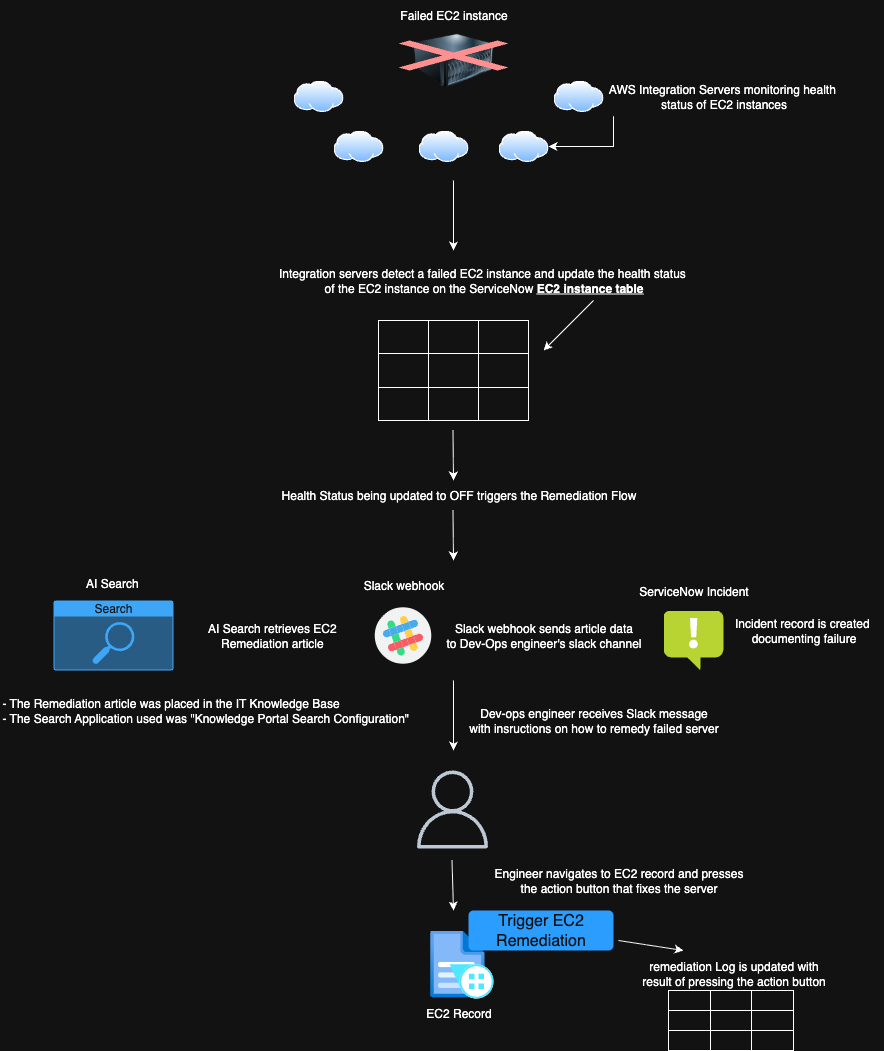 Failed EC2 instance
AWS Integration Servers monitoring health
status of EC2 instances
Integration servers detect a failed EC2 instance and update the health status
of the EC2 instance on the ServiceNow EC2 instance table
Health Status being updated to OFF triggers the Remediation Flow
AI Search
Search
AI Search retrieves EC2
Remediation article
Slack webhook
Slack webhook sends article data
to Dev-Ops engineer's slack channel
ServiceNow Incident
Incident record is created
documenting failure
- The Remediation article was placed in the IT Knowledge Base
- The Search Application used was "Knowledge Portal Search Configuration"
Dev-ops engineer receives Slack message
with insructions on how to remedy failed server
Engineer navigates to EC2 record and presses
the action button that fixes the server
Trigger EC2
Remediation
EC2 Record
remediation Log is updated with
result of pressing the action button